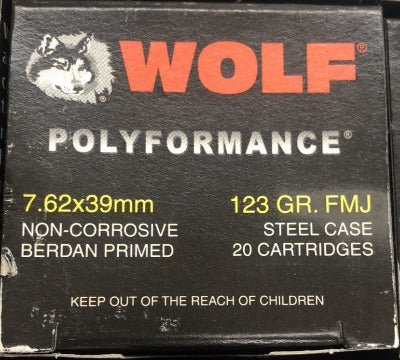 WOLF®
POLYFORMANCE®
7.62x39mm 123 GR. FMJ
NON-CORROSIVE STEEL CASE
BERDAN PRIMED 20 CARTRIDGES
KEEP OUT OF THE REACH OF CHILDREN